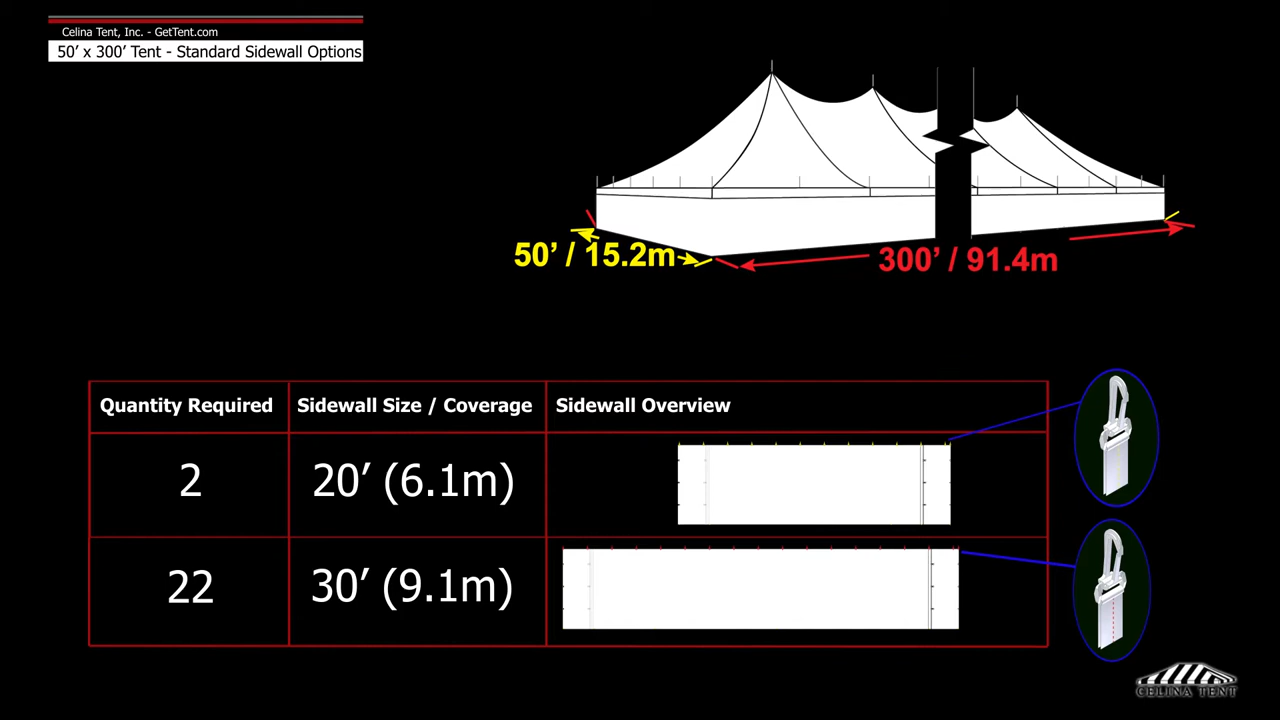 Celina Tent, Inc. - GetTent.com
50’ x 300’ Tent - Standard Sidewall Options
50’ / 15.2m
300’ / 91.4m
Quantity Required Sidewall Size / Coverage Sidewall Overview
2 20’ (6.1m)
22 30’ (9.1m)
CELINA TENT